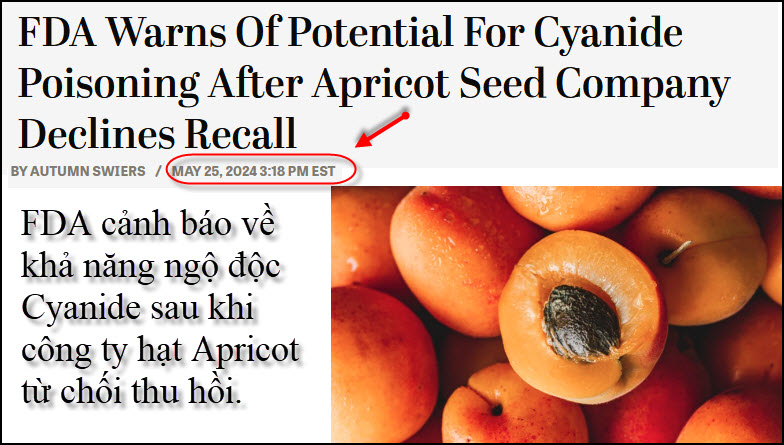 FDA Warns Of Potential For Cyanide
Poisoning After Apricot Seed Company
Declines Recall
BY AUTUMN SWIERS / MAY 25, 2024 3:18 PM EST
FDA cảnh báo về
khả năng ngộ độc
Cyanide sau khi
công ty hạt Apricot
từ chối thu hồi.